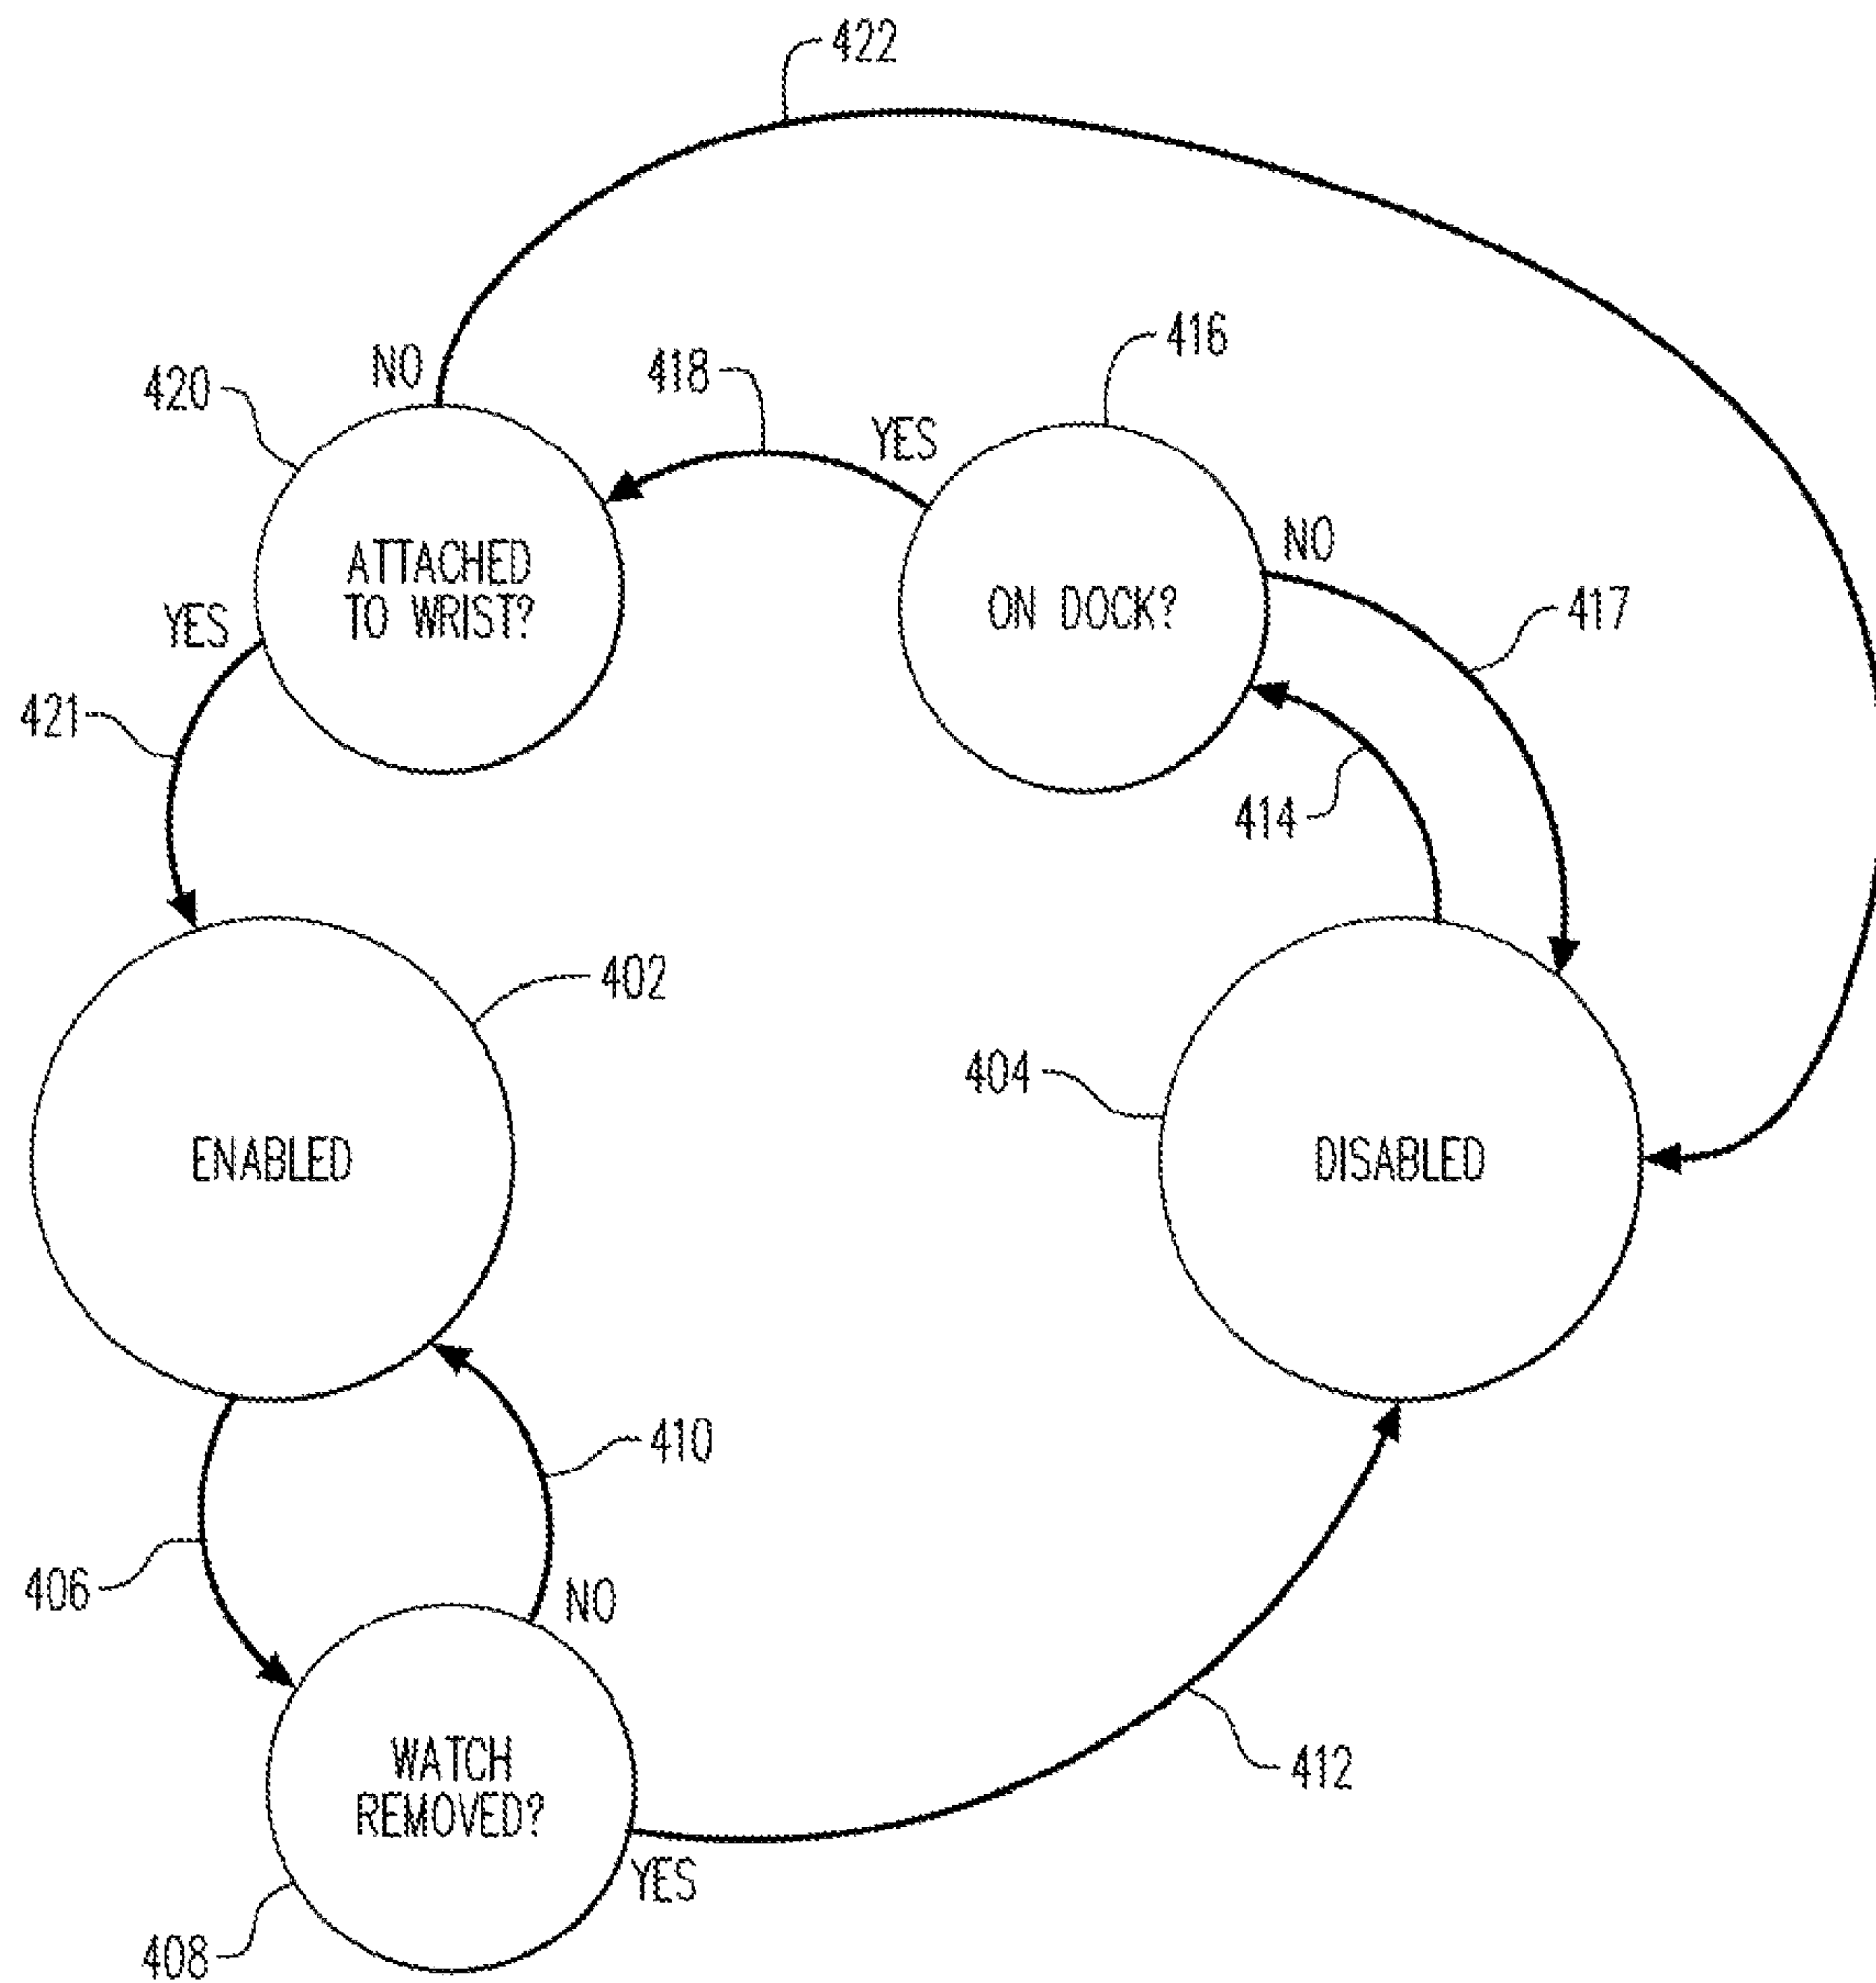 422
416
NO
418
YES
420
NO
ATTACHED
TO WRIST?
ON DOCK?
417
YES
421
414
402
404
ENABLED
DISABLED
410
406
NO
WATCH
REMOVED?
412
YES
408